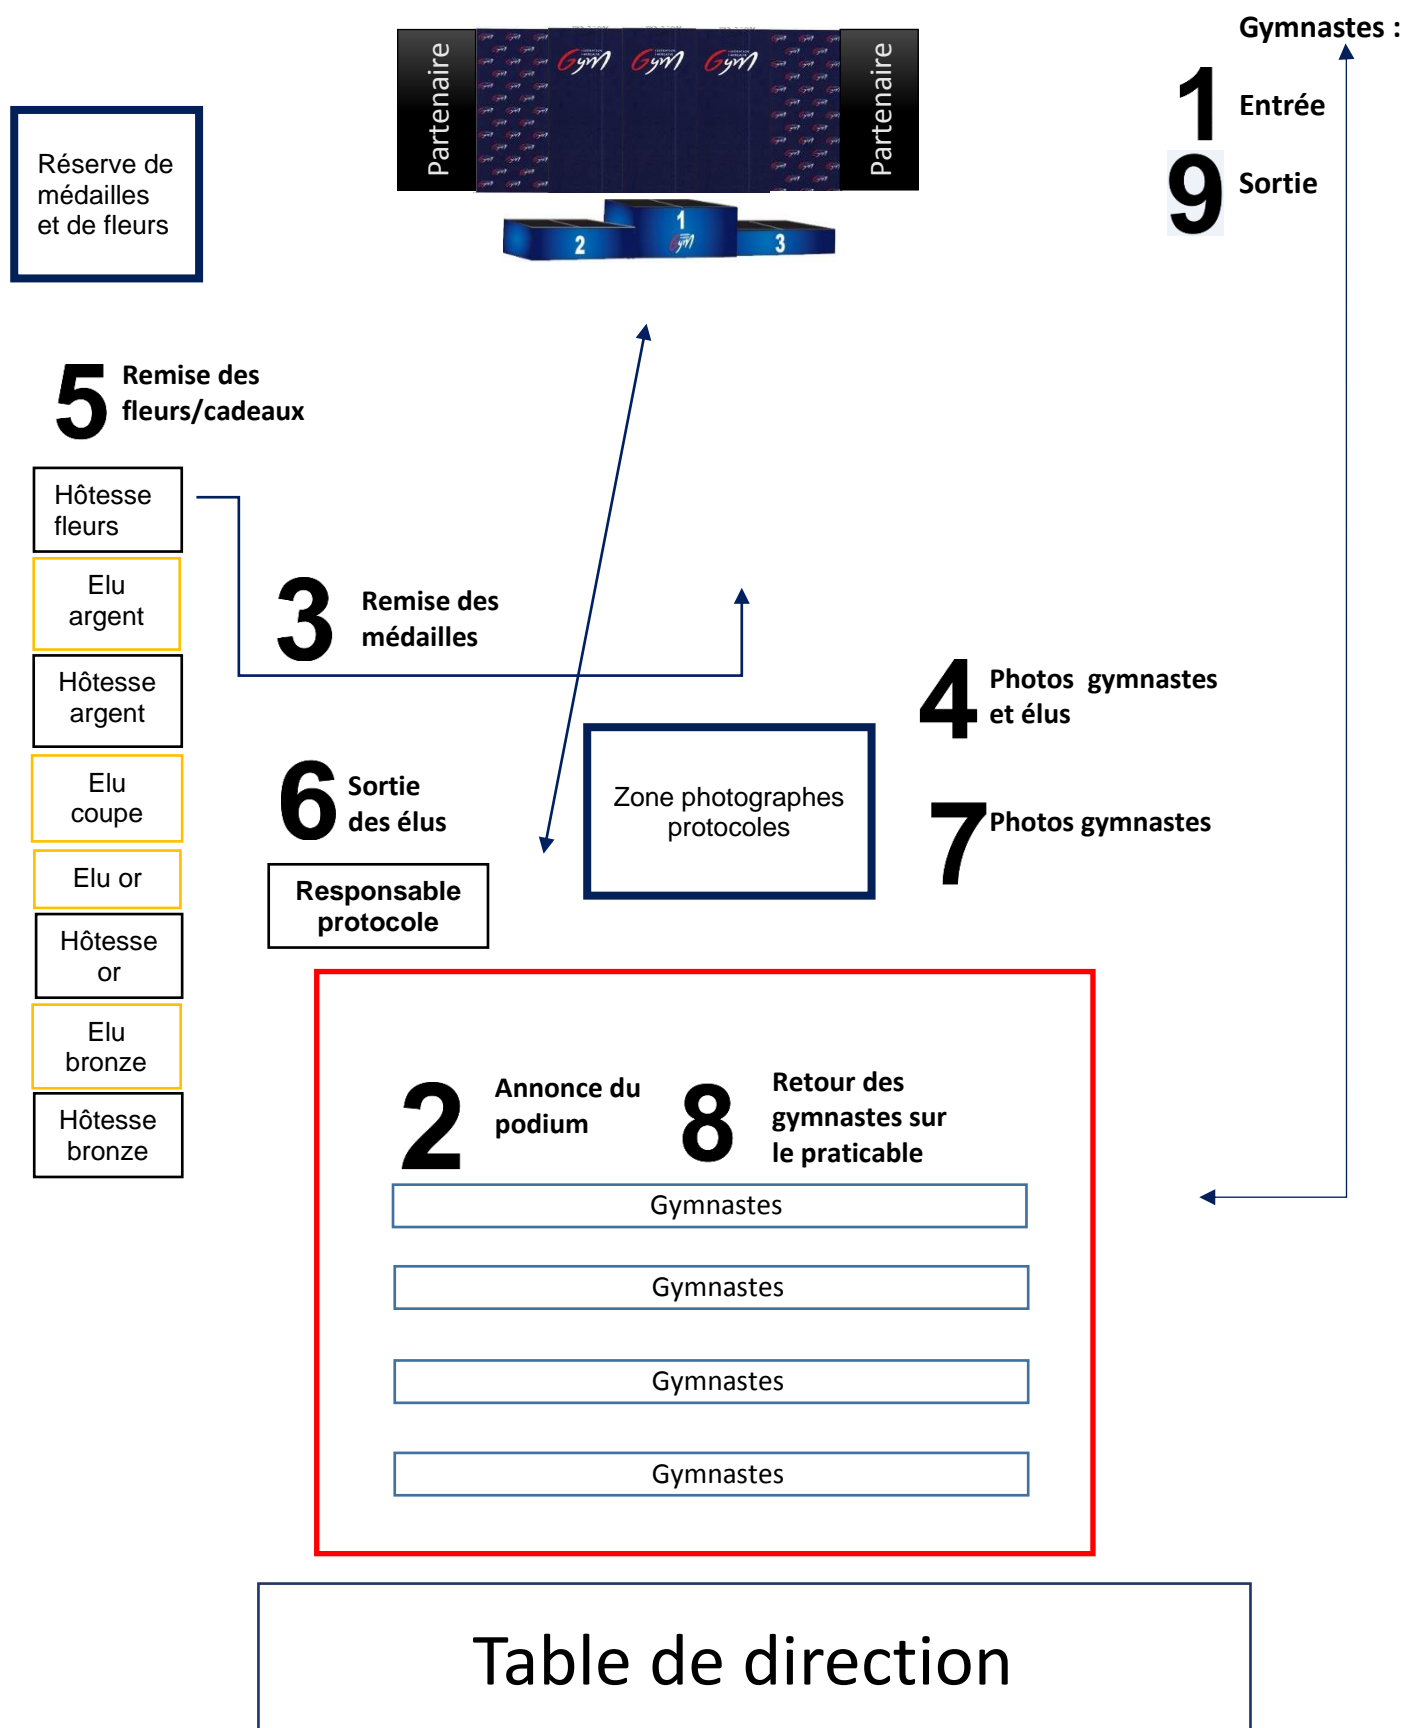 Gymnastes :
1 Entrée
9 Sortie
Partenaire
Gym Gym Gym
Partenaire
Réserve de
médailles
et de fleurs
1
Gym
2
3
5 Remise des
fleurs/cadeaux
Hôtesse
fleurs
Elu
argent
Hôtesse
argent
Elu
coupe
Elu or
Hôtesse
or
Elu
bronze
Hôtesse
bronze
3 Remise des
médailles
4 Photos gymnastes
et élus
6 Sortie
des élus
Zone photographes
protocoles
7 Photos gymnastes
Responsable
protocole
2 Annonce du
podium
8 Retour des
gymnastes sur
le praticable
Gymnastes
Gymnastes
Gymnastes
Gymnastes
Table de direction